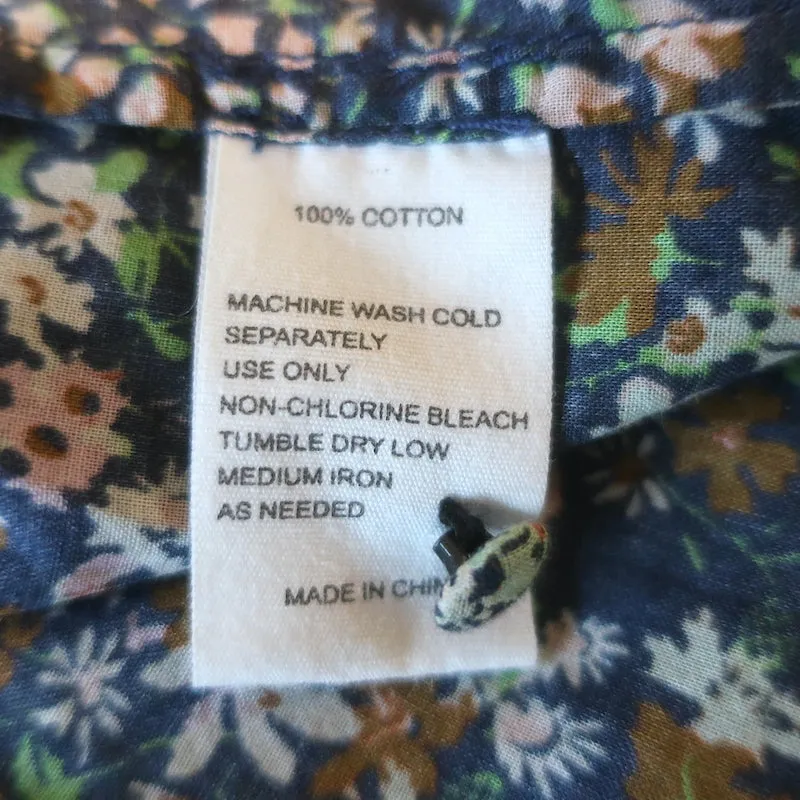 100% COTTON
MACHINE WASH COLD
SEPARATELY
USE ONLY
NON-CHLORINE BLEACH
TUMBLE DRY LOW
MEDIUM IRON
AS NEEDED
MADE IN